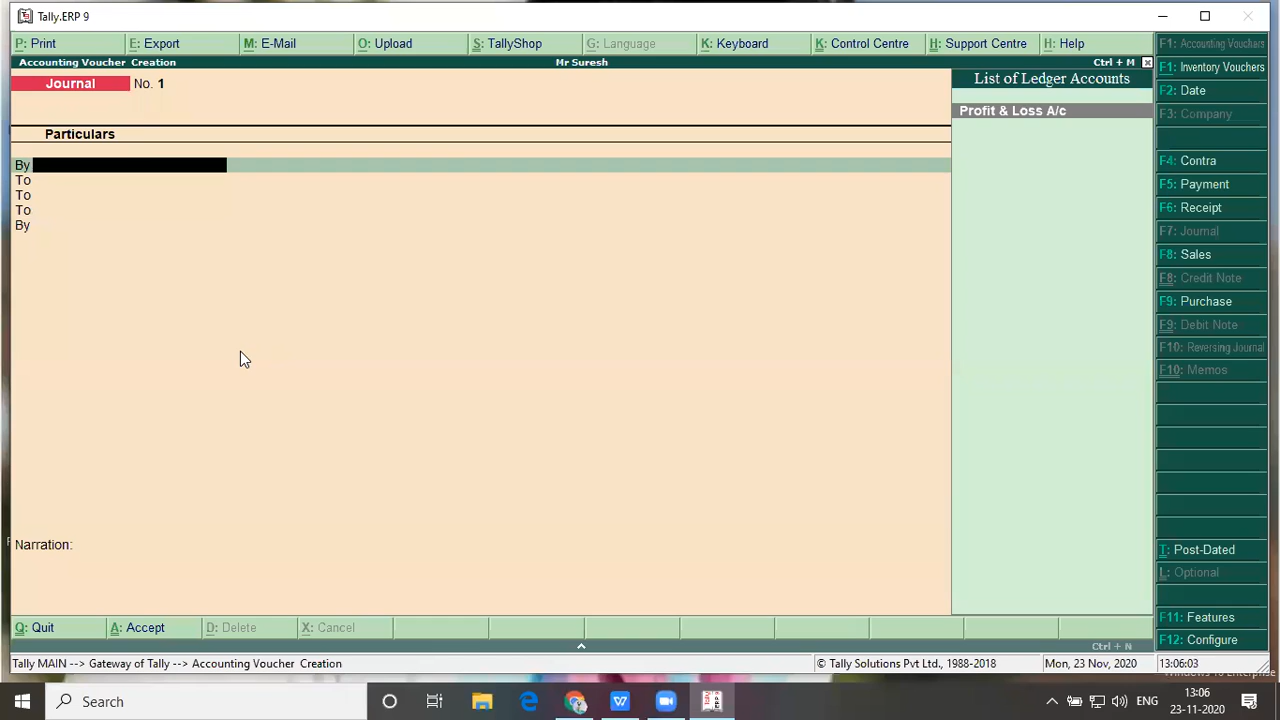 Tally.ERP 9
P: Print E: Export M: E-Mail O: Upload S: TallyShop G: Language K: Keyboard K: Control Centre H: Support Centre H: Help
Accounting Voucher Creation Mr Suresh Ctrl + M
Journal No. 1
Particulars
By
To
To
To
By
Narration:
List of Ledger Accounts
Profit & Loss A/c
F1: Accounting Vouchers
F1: Inventory Vouchers
F2: Date
F3: Company
F4: Contra
F5: Payment
F6: Receipt
F7: Journal
F8: Sales
F8: Credit Note
F9: Purchase
F9: Debit Note
F10: Reversing Journal
F10: Memos
T: Post-Dated
L: Optional
F11: Features
F12: Configure
Q: Quit A: Accept D: Delete X: Cancel
Ctrl + N
Tally MAIN --> Gateway of Tally --> Accounting Voucher Creation © Tally Solutions Pvt Ltd., 1988-2018 Mon, 23 Nov, 2020 13:06:03
Windows 10 Enterprise
Search ENG 13:06
23-11-2020